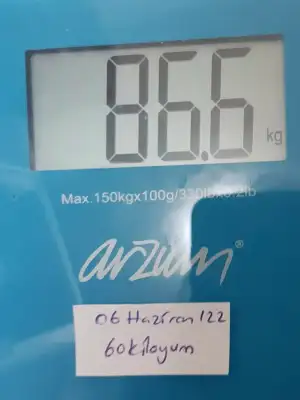 86.6 kg
Max.150kgx100g/330lbx0.2lb
arzum®
06 Haziran 122
60 kiloyum